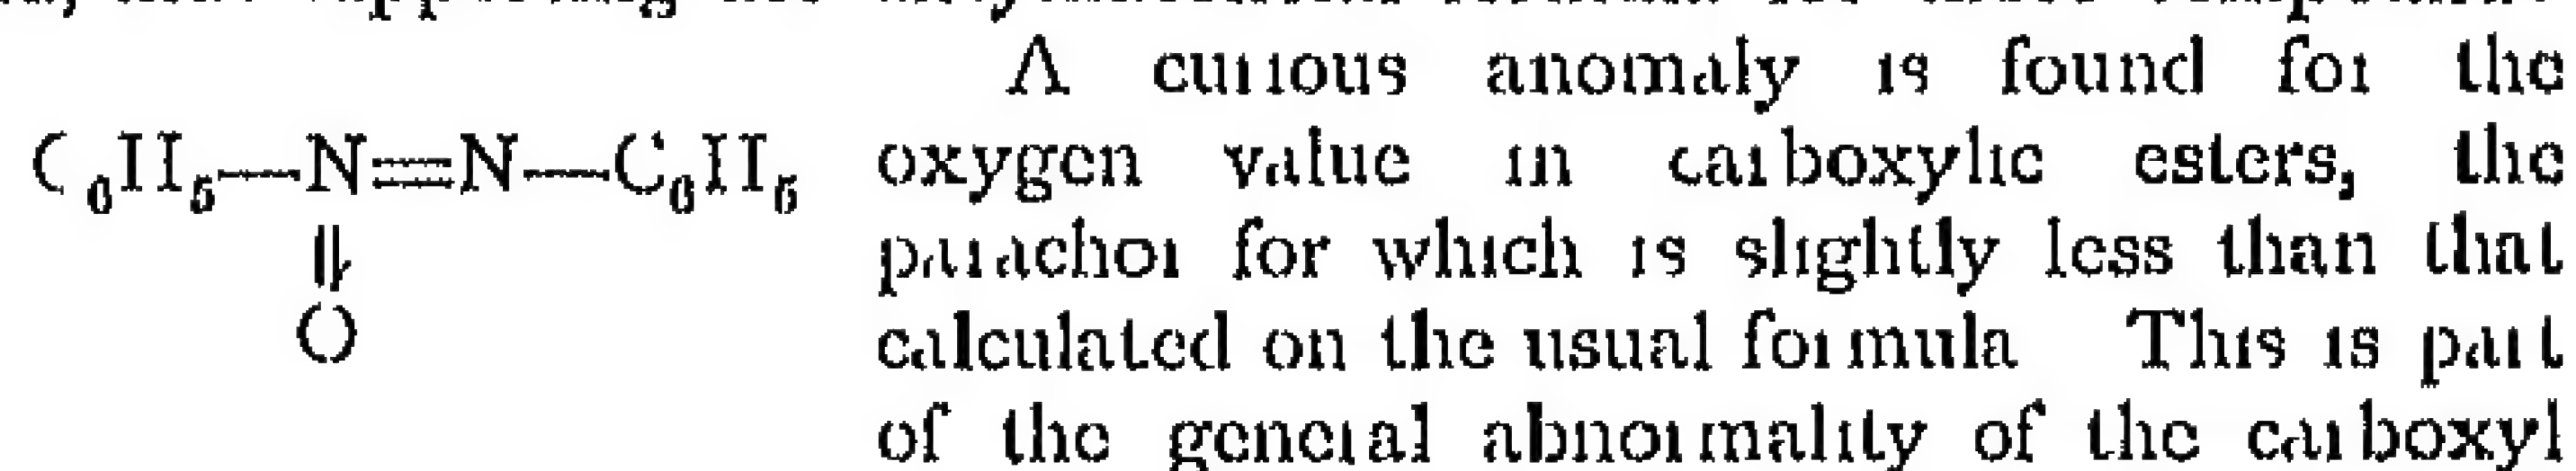 A curious anomaly is found for the
C₆H₅—N=N—C₆H₅
O
oxygen value in carboxylic esters, the
parachor for which is slightly less than that
calculated on the usual formula This is part
of the general abnormality of the carboxyl